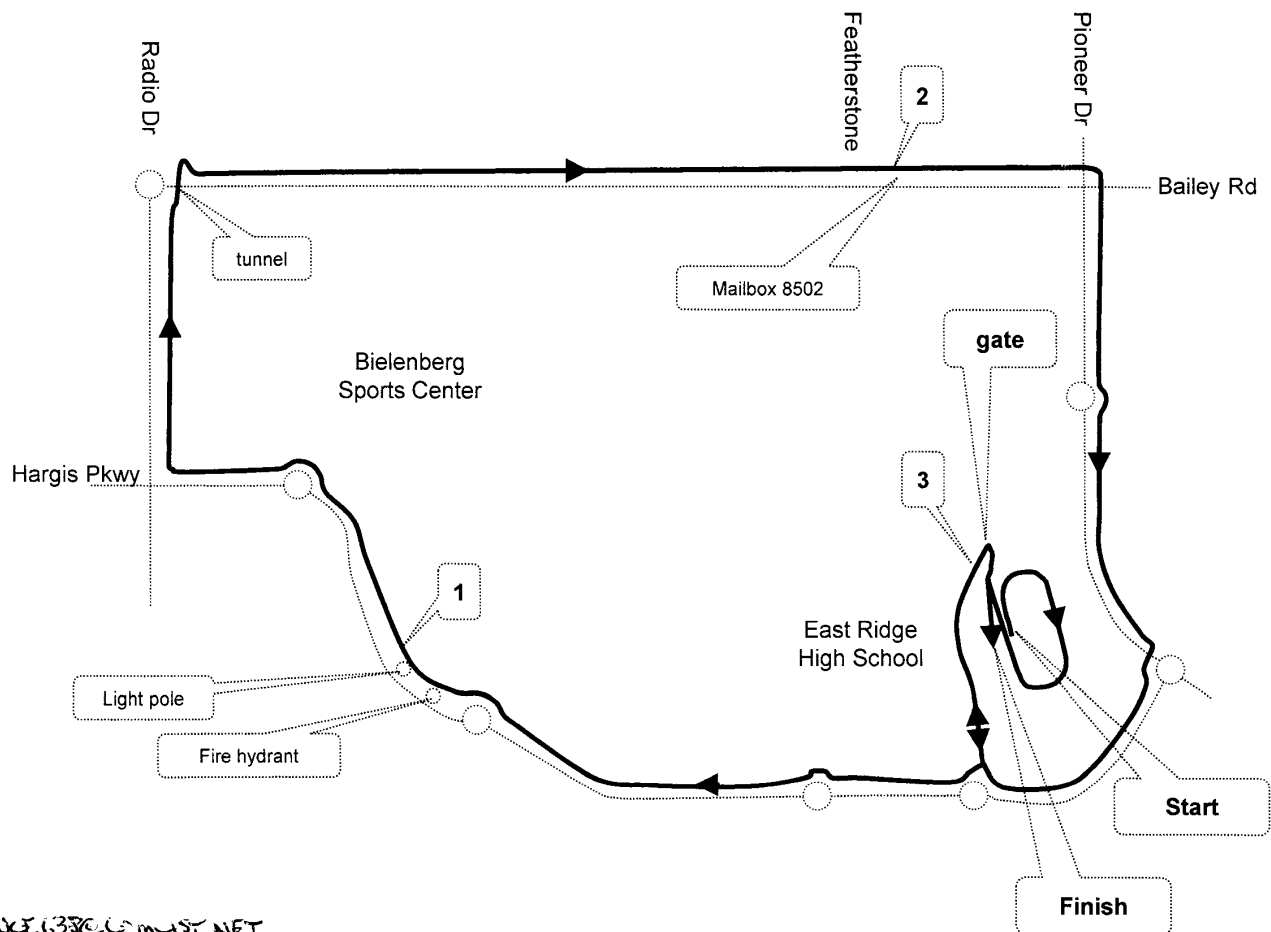 Radio Dr
Featherstone
Pioneer Dr
2
Bailey Rd
tunnel
Mailbox 8502
gate
Bielenberg
Sports Center
Hargis Pkwy
3
1
East Ridge
High School
Light pole
Fire hydrant
Start
Finish